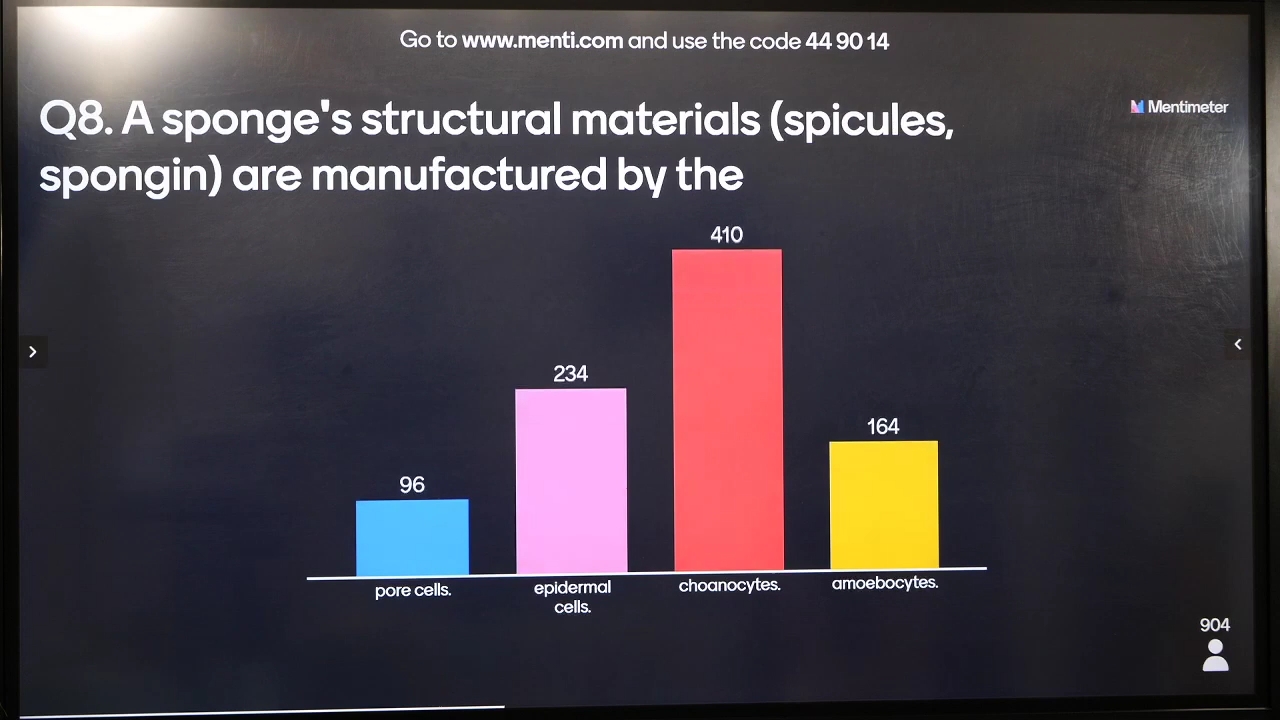 Go to www.menti.com and use the code 44 90 14
Q8. A sponge's structural materials (spicules,
spongin) are manufactured by the
Mentimeter
410
234
164
96
pore cells.
epidermal
cells.
choanocytes.
amoebocytes.
904